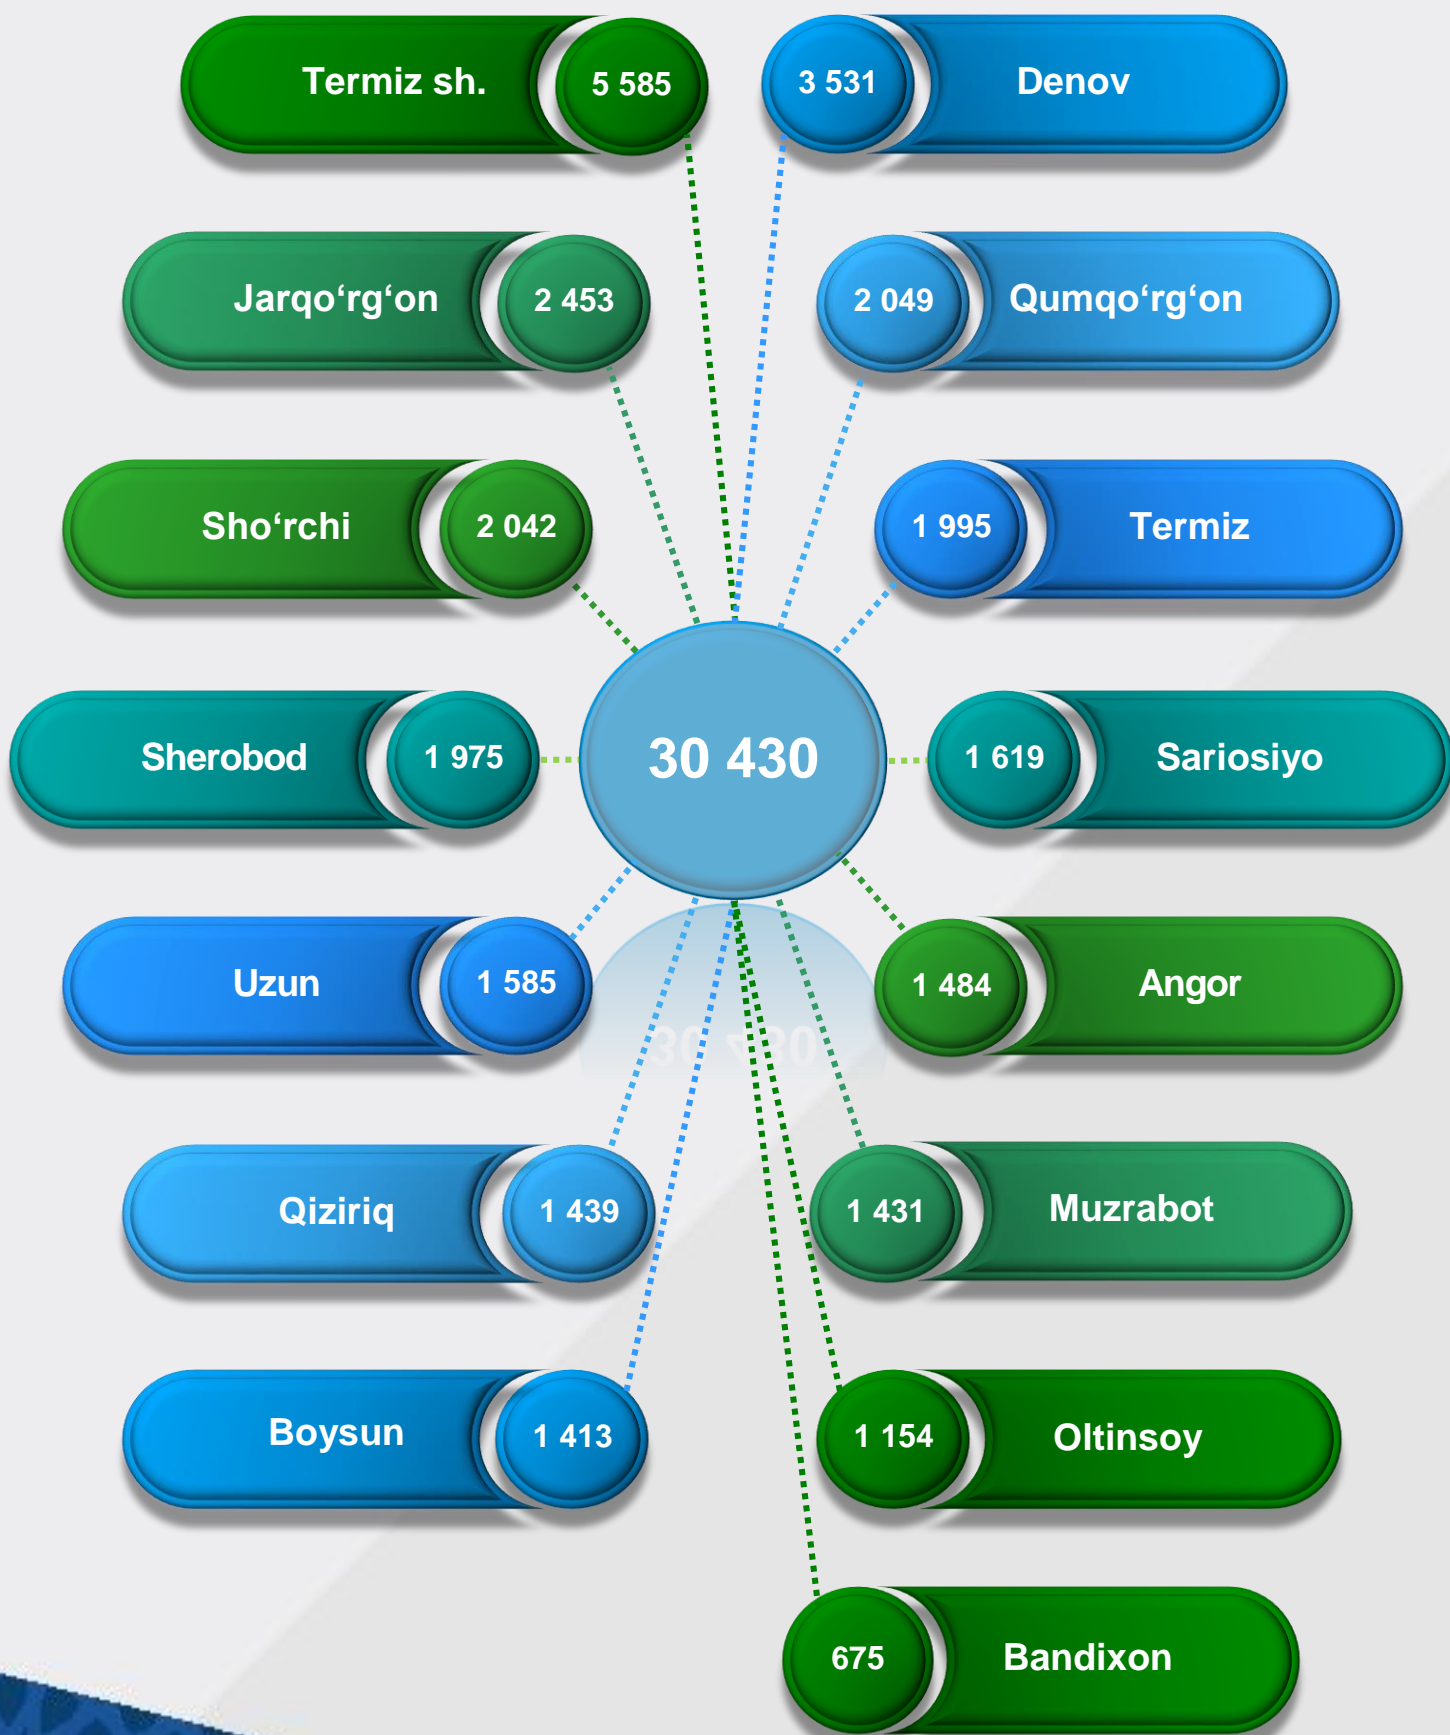 Termiz sh. 5 585
3 531 Denov
Jarqo‘rg‘on 2 453
2 049 Qumqo‘rg‘on
Sho‘rchi 2 042
1 995 Termiz
Sherobod 1 975
30 430
1 619 Sariosiyo
Uzun 1 585
1 484 Angor
30 430
Qiziriq 1 439
1 431 Muzrabot
Boysun 1 413
1 154 Oltinsoy
675 Bandixon